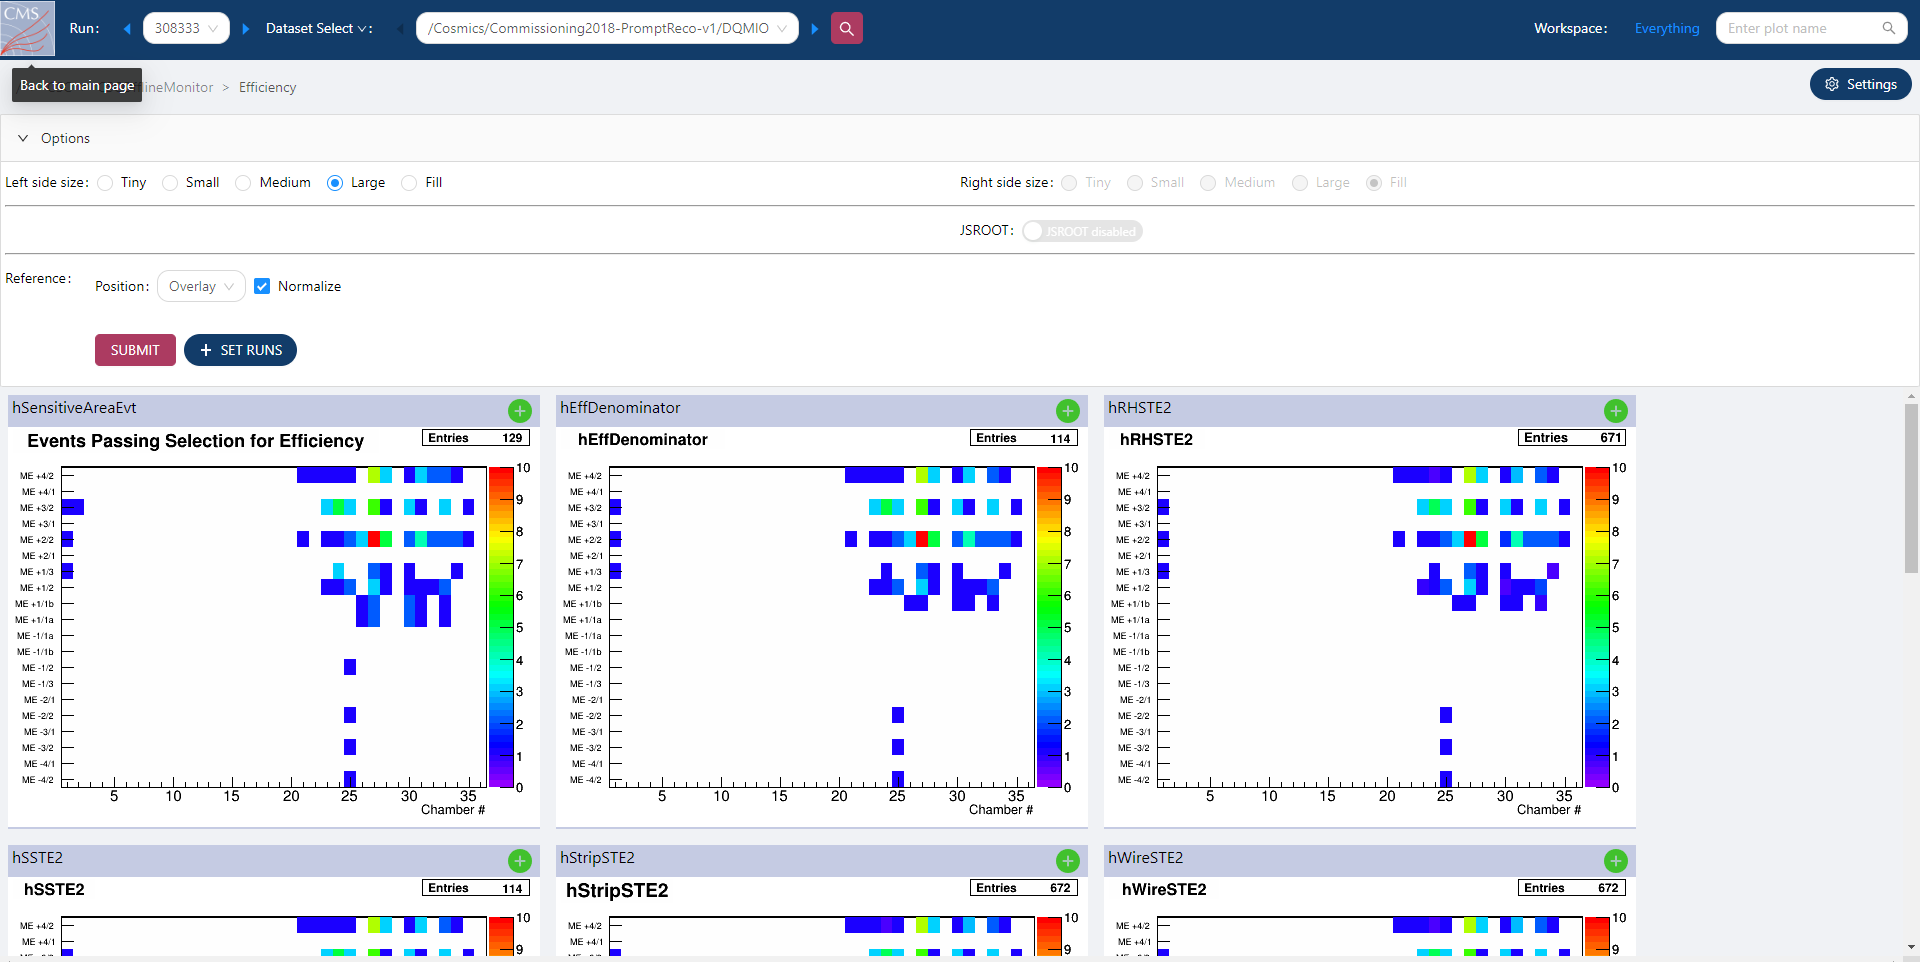 CMS
Run:
308333
Dataset Select :
/Cosmics/Commissioning2018-PromptReco-v1/DQMIO
Workspace:
Everything
Enter plot name
Back to main page
lineMonitor > Efficiency
Settings
Options
Left side size: Tiny Small Medium Large Fill
Right side size: Tiny Small Medium Large Fill
JSROOT: JSROOT disabled
Reference: Position: Overlay Normalize
SUBMIT + SET RUNS
hSensitiveAreaEvt
Events Passing Selection for Efficiency
Entries 129
ME +4/2
ME +4/1
ME +3/2
ME +3/1
ME +2/2
ME +2/1
ME +1/3
ME +1/2
ME +1/1b
ME +1/1a
ME -1/1a
ME -1/1b
ME -1/2
ME -1/3
ME -2/1
ME -2/2
ME -3/1
ME -3/2
ME -4/1
ME -4/2
5 10 15 20 25 30 35
Chamber #
10
9
8
7
6
5
4
3
2
1
0
hEffDenominator
hEffDenominator
Entries 114
ME +4/2
ME +4/1
ME +3/2
ME +3/1
ME +2/2
ME +2/1
ME +1/3
ME +1/2
ME +1/1b
ME +1/1a
ME -1/1a
ME -1/1b
ME -1/2
ME -1/3
ME -2/1
ME -2/2
ME -3/1
ME -3/2
ME -4/1
ME -4/2
5 10 15 20 25 30 35
Chamber #
10
9
8
7
6
5
4
3
2
1
0
hRHSTE2
hRHSTE2
Entries 671
ME +4/2
ME +4/1
ME +3/2
ME +3/1
ME +2/2
ME +2/1
ME +1/3
ME +1/2
ME +1/1b
ME +1/1a
ME -1/1a
ME -1/1b
ME -1/2
ME -1/3
ME -2/1
ME -2/2
ME -3/1
ME -3/2
ME -4/1
ME -4/2
5 10 15 20 25 30 35
Chamber #
10
9
8
7
6
5
4
3
2
1
0
hSSTE2
hSSTE2
Entries 114
ME +4/2
ME +4/1
10
9
hStripSTE2
hStripSTE2
Entries 672
ME +4/2
ME +4/1
10
9
hWireSTE2
hWireSTE2
Entries 672
ME +4/2
ME +4/1
10
9